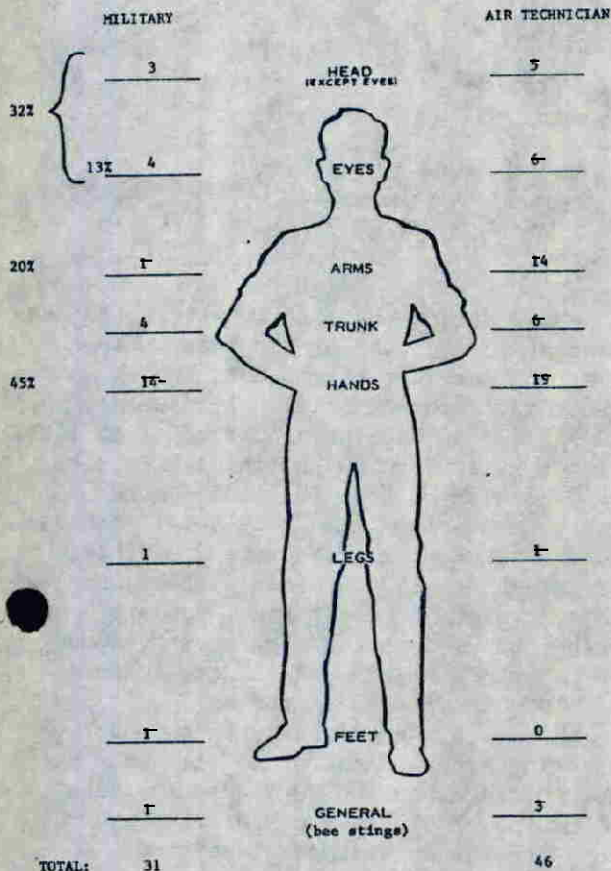 MILITARY AIR TECHNICIAN
3 HEAD 5
(EXCEPT EYES)
32%
13% 4 EYES 6
20% 1 ARMS 14
4 TRUNK 6
45% 14 HANDS
1 LEGS 1
1 FEET 0
1 GENERAL 3
(bee stings)
TOTAL: 31 46